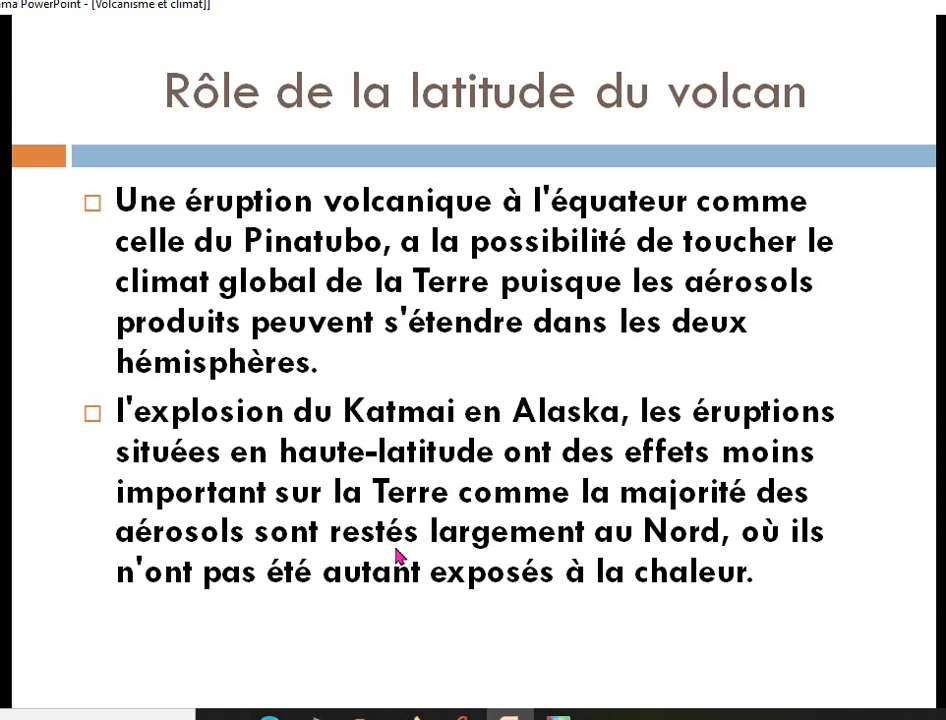 ma PowerPoint - [Volcanisme et climat]]
Rôle de la latitude du volcan
Une éruption volcanique à l'équateur comme
celle du Pinatubo, a la possibilité de toucher le
climat global de la Terre puisque les aérosols
produits peuvent s'étendre dans les deux
hémisphères.
l'explosion du Katmai en Alaska, les éruptions
situées en haute-latitude ont des effets moins
important sur la Terre comme la majorité des
aérosols sont restés largement au Nord, où ils
n'ont pas été autant exposés à la chaleur.